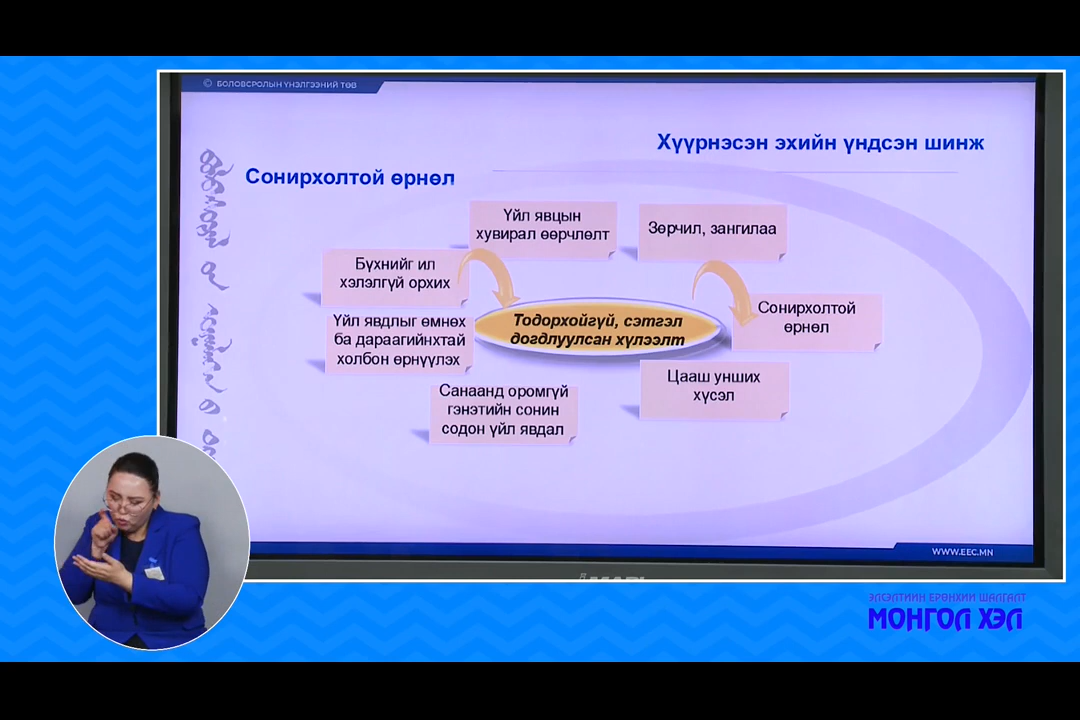 © БОЛОВСРОЛЫН ҮНЭЛГЭЭНИЙ ТӨВ
Хүүрнэсэн эхийн үндсэн шинж
Сонирхолтой өрнөл
Үйл явцын
хувирал өөрчлөлт
Зөрчил, зангилаа
Бүхнийг ил
хэлэлгүй орхих
Сонирхолтой
өрнөл
Тодорхойгүй, сэтгэл
догдлуулсан хүлээлт
Үйл явдлыг өмнөх
ба дараагийнхтай
холбон өрнүүлэх
Цааш унших
хүсэл
Санаанд оромгүй
гэнэтийн сонин
содон үйл явдал
WWW.EEC.MN
ЭЛСЭЛТИЙН ЕРӨНХИЙ ШАЛГАЛТ
МОНГОЛ ХЭЛ